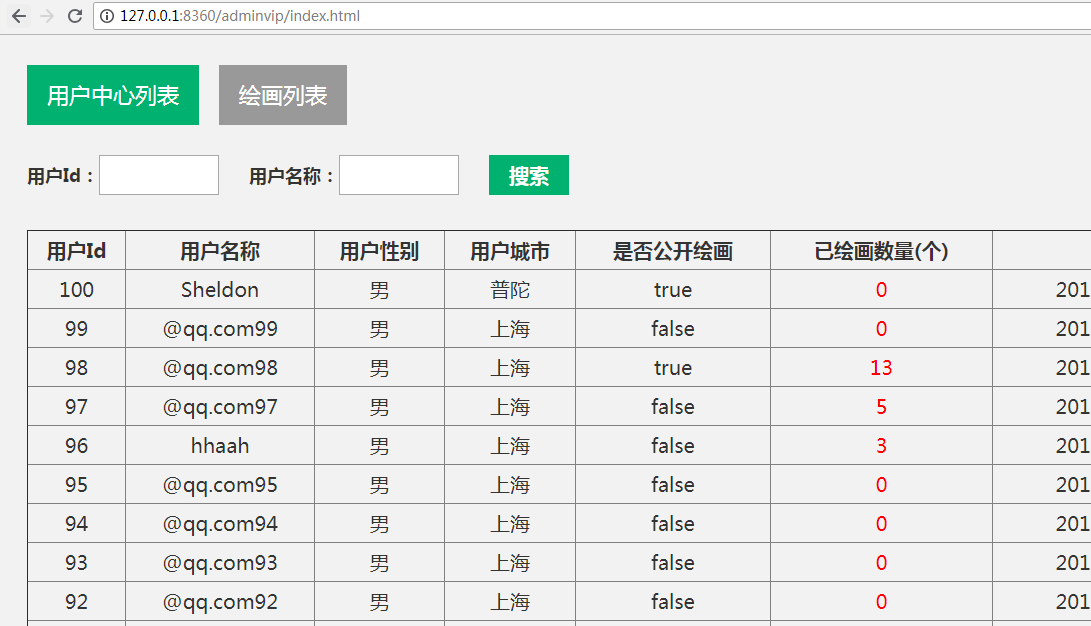 127.0.0.1:8360/adminvip/index.html
用户中心列表 绘画列表
用户Id： 用户名称： 搜索
用户Id 用户名称 用户性别 用户城市 是否公开绘画 已绘画数量(个)
100 Sheldon 男 普陀 true 0 201
99 @qq.com99 男 上海 false 0 201
98 @qq.com98 男 上海 true 13 201
97 @qq.com97 男 上海 false 5 201
96 hhaah 男 上海 false 3 201
95 @qq.com95 男 上海 false 0 201
94 @qq.com94 男 上海 false 0 201
93 @qq.com93 男 上海 false 0 201
92 @qq.com92 男 上海 false 0 201